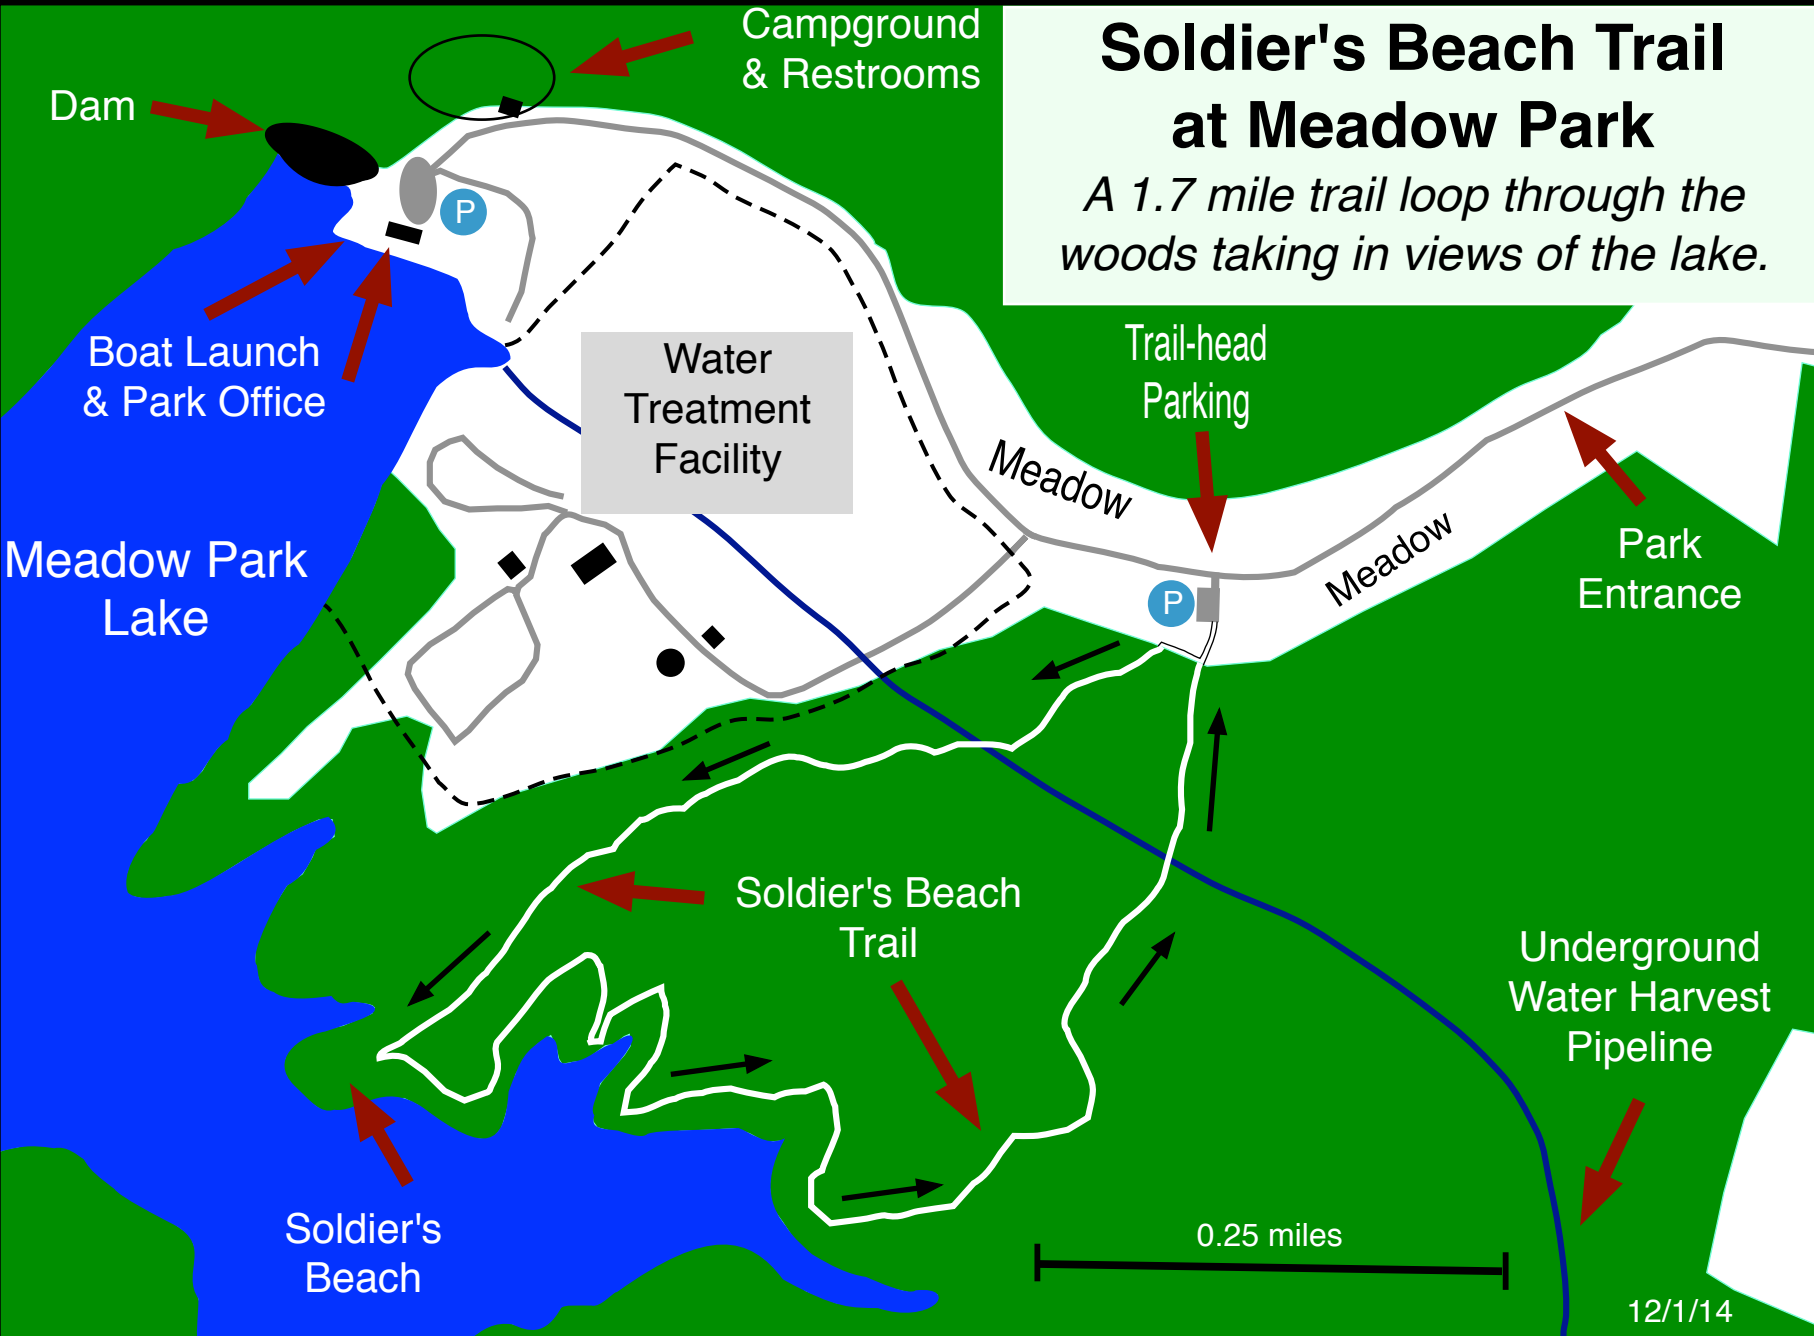 Soldier's Beach Trail
at Meadow Park
A 1.7 mile trail loop through the
woods taking in views of the lake.
Campground
& Restrooms
Dam
P
Boat Launch
& Park Office
Water
Treatment
Facility
Trail-head
Parking
Meadow
Meadow
P
Park
Entrance
Meadow Park
Lake
Soldier's Beach
Trail
Underground
Water Harvest
Pipeline
Soldier's
Beach
0.25 miles
12/1/14